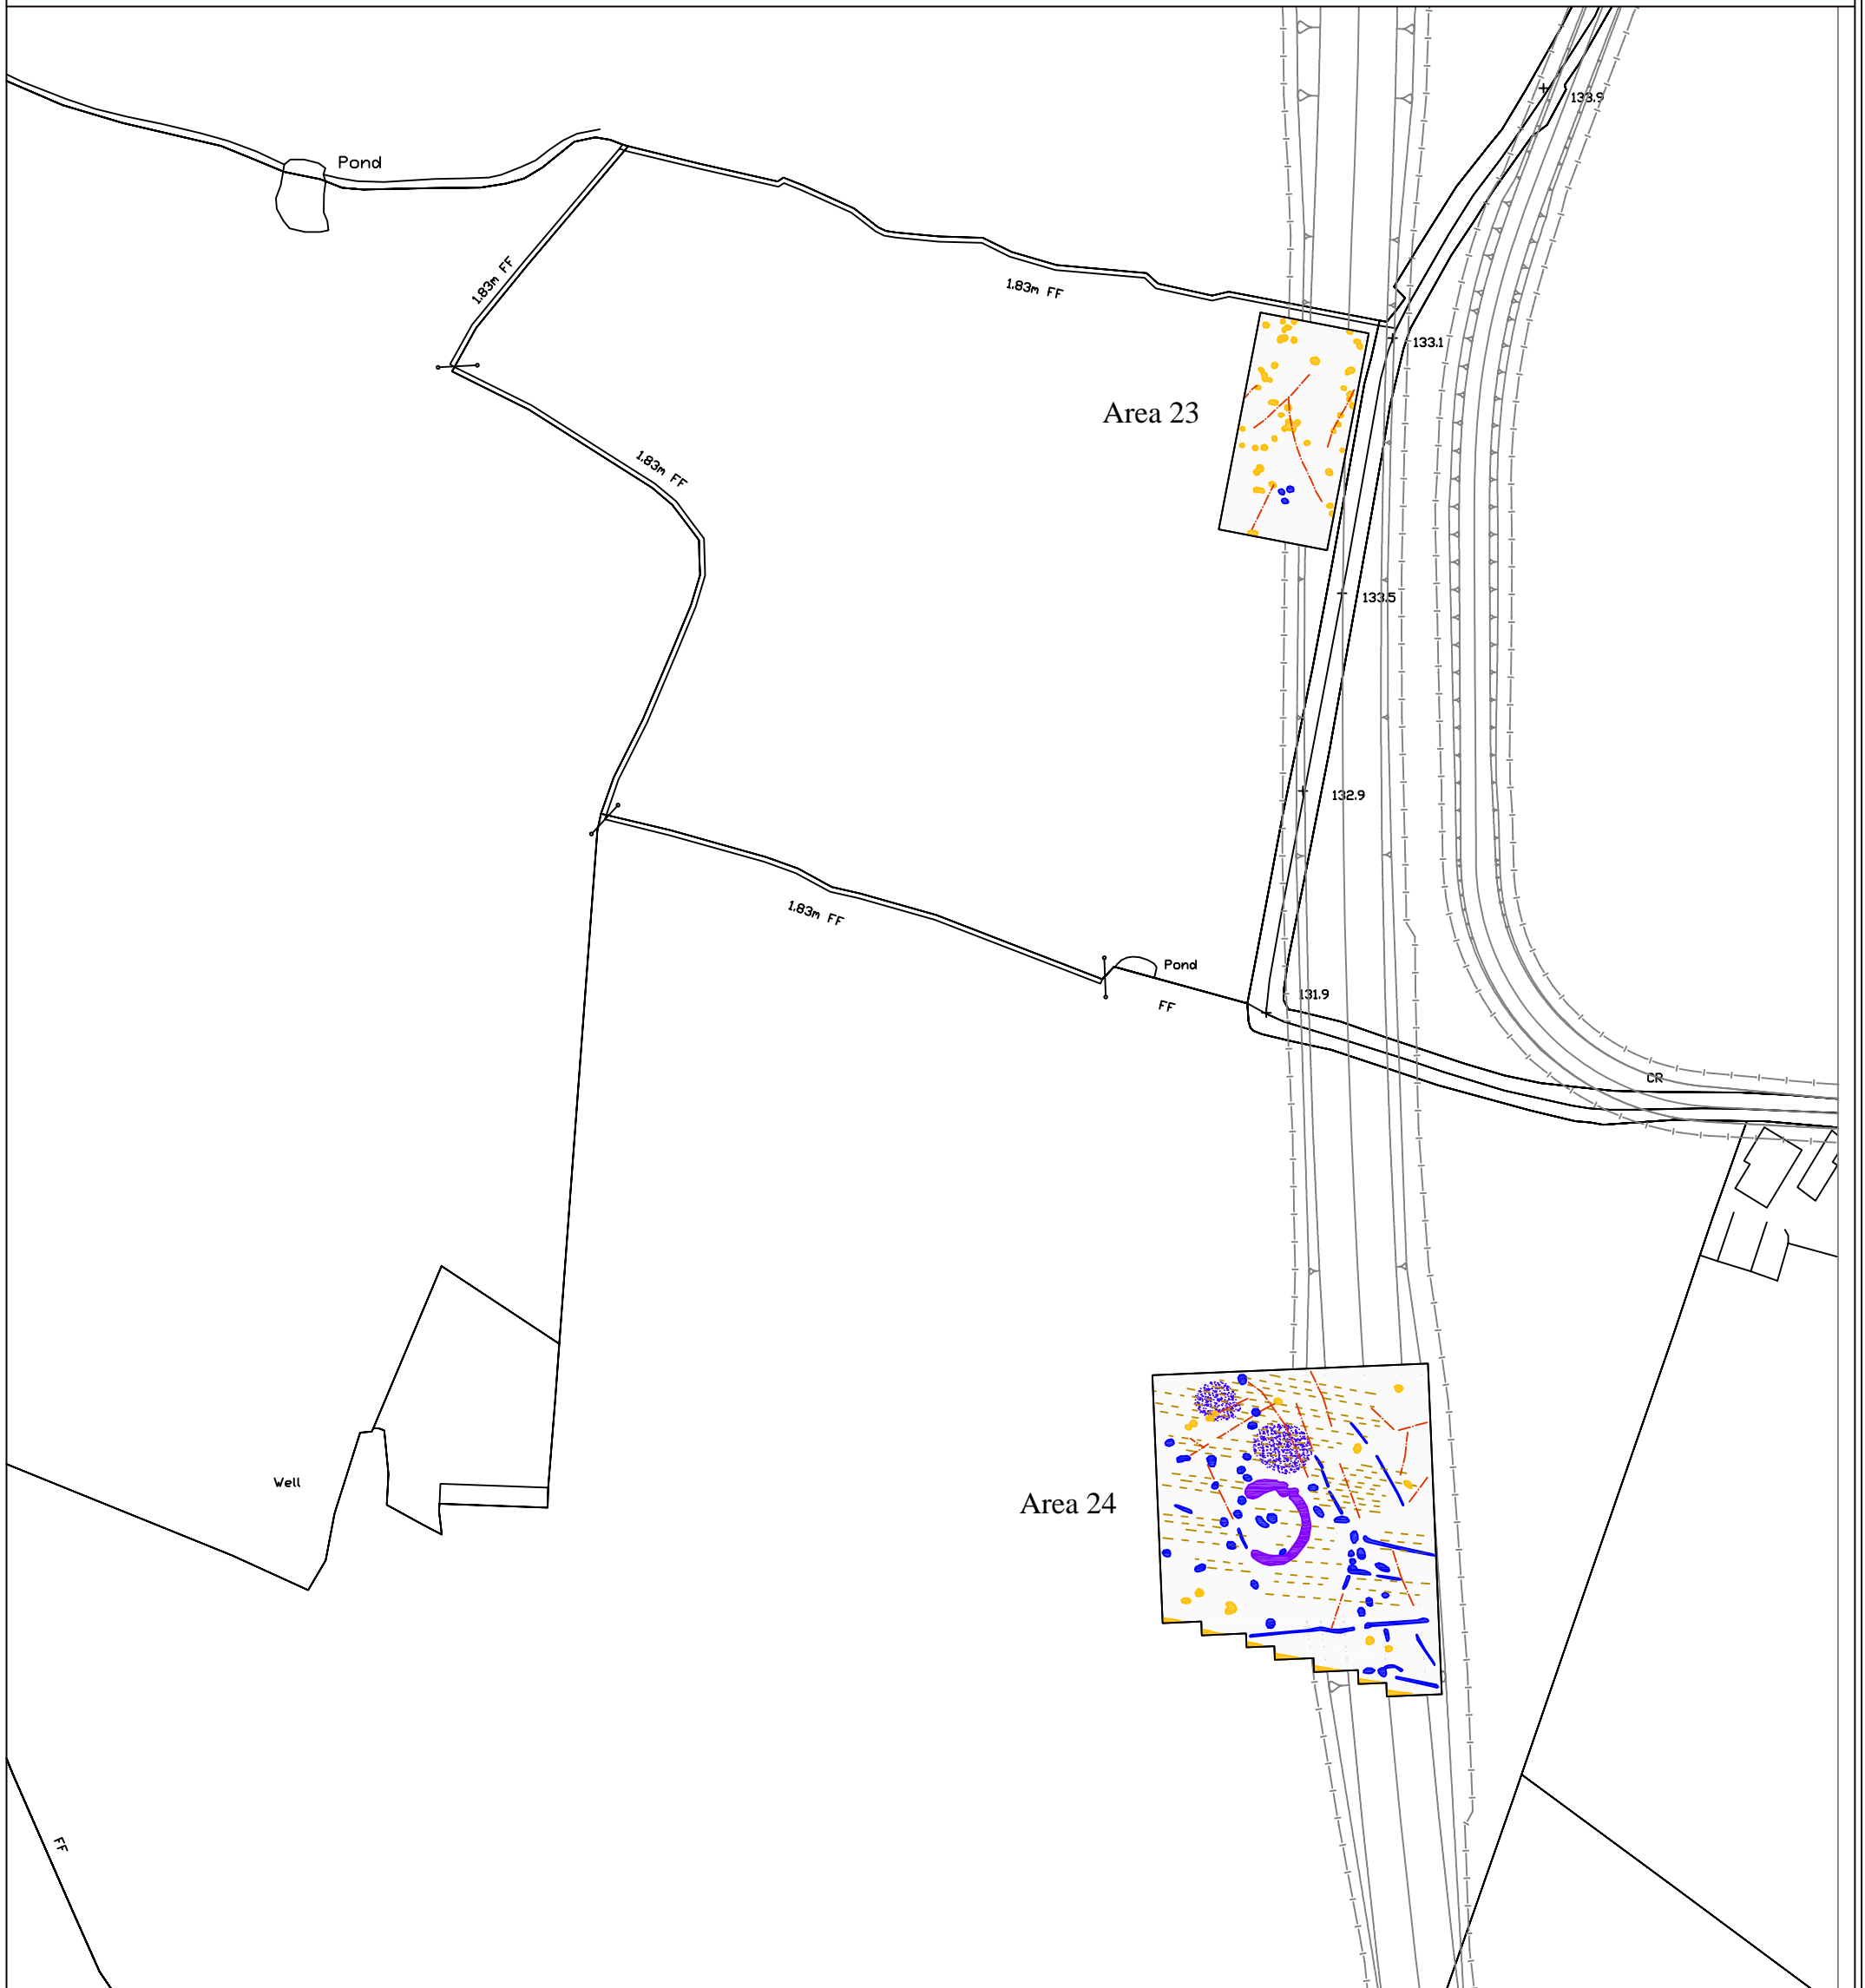 133.9
Pond
1.83m FF
1.83m FF
133.1
Area 23
1.83m FF
133.5
132.9
1.83m FF
Pond
131.9
FF
CR
Well
Area 24
FF